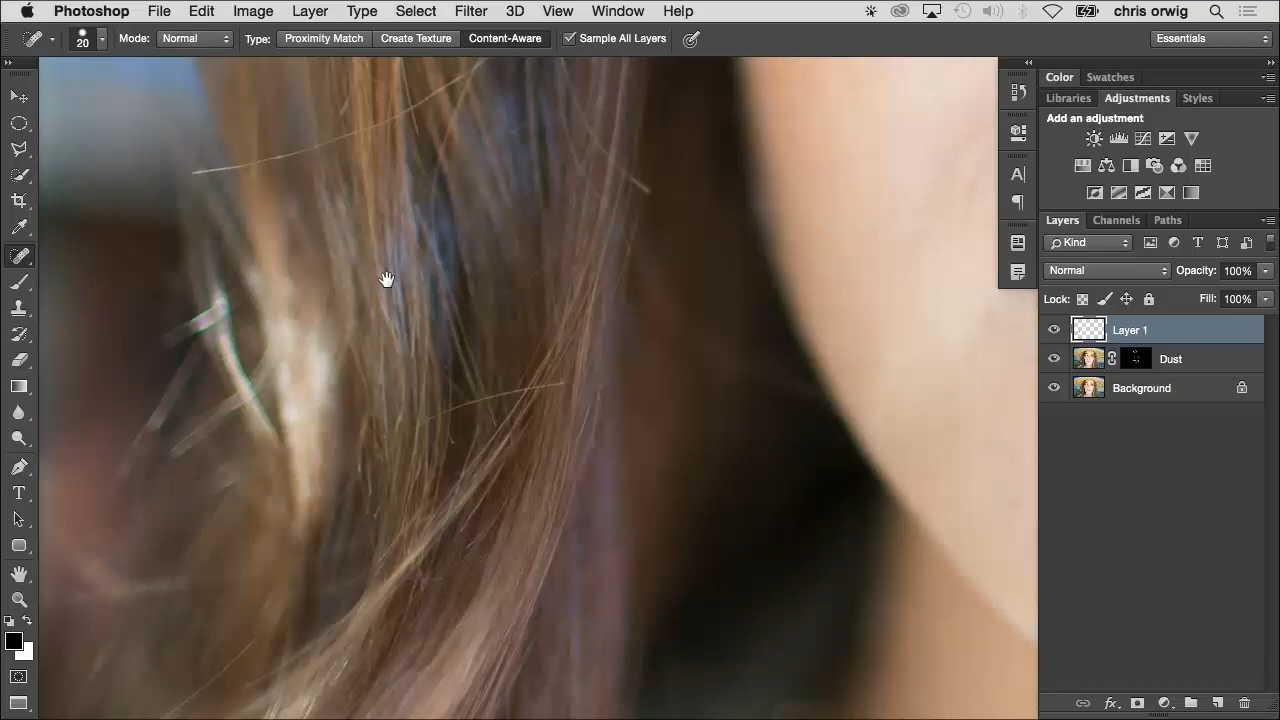 Photoshop File Edit Image Layer Type Select Filter 3D View Window Help chris orwig
20 Mode: Normal Type: Proximity Match Create Texture Content-Aware Sample All Layers Essentials
Color Swatches
Libraries Adjustments Styles
Add an adjustment
Layers Channels Paths
Kind
Normal Opacity: 100%
Lock: Fill: 100%
Layer 1
Dust
Background